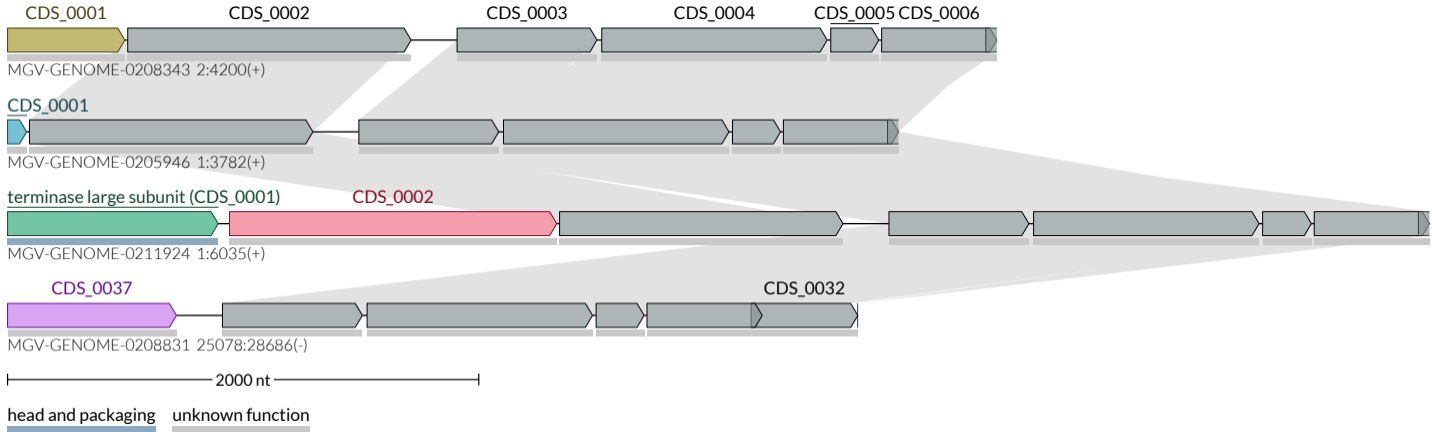 CDS_0001 CDS_0002 CDS_0003 CDS_0004 CDS_0005 CDS_0006
MGV-GENOME-0208343 2:4200(+)
CDS_0001
MGV-GENOME-0205946 1:3782(+)
terminase large subunit (CDS_0001) CDS_0002
MGV-GENOME-0211924 1:6035(+)
CDS_0037 CDS_0032
MGV-GENOME-0208831 25078:28686(-)
2000 nt
head and packaging unknown function